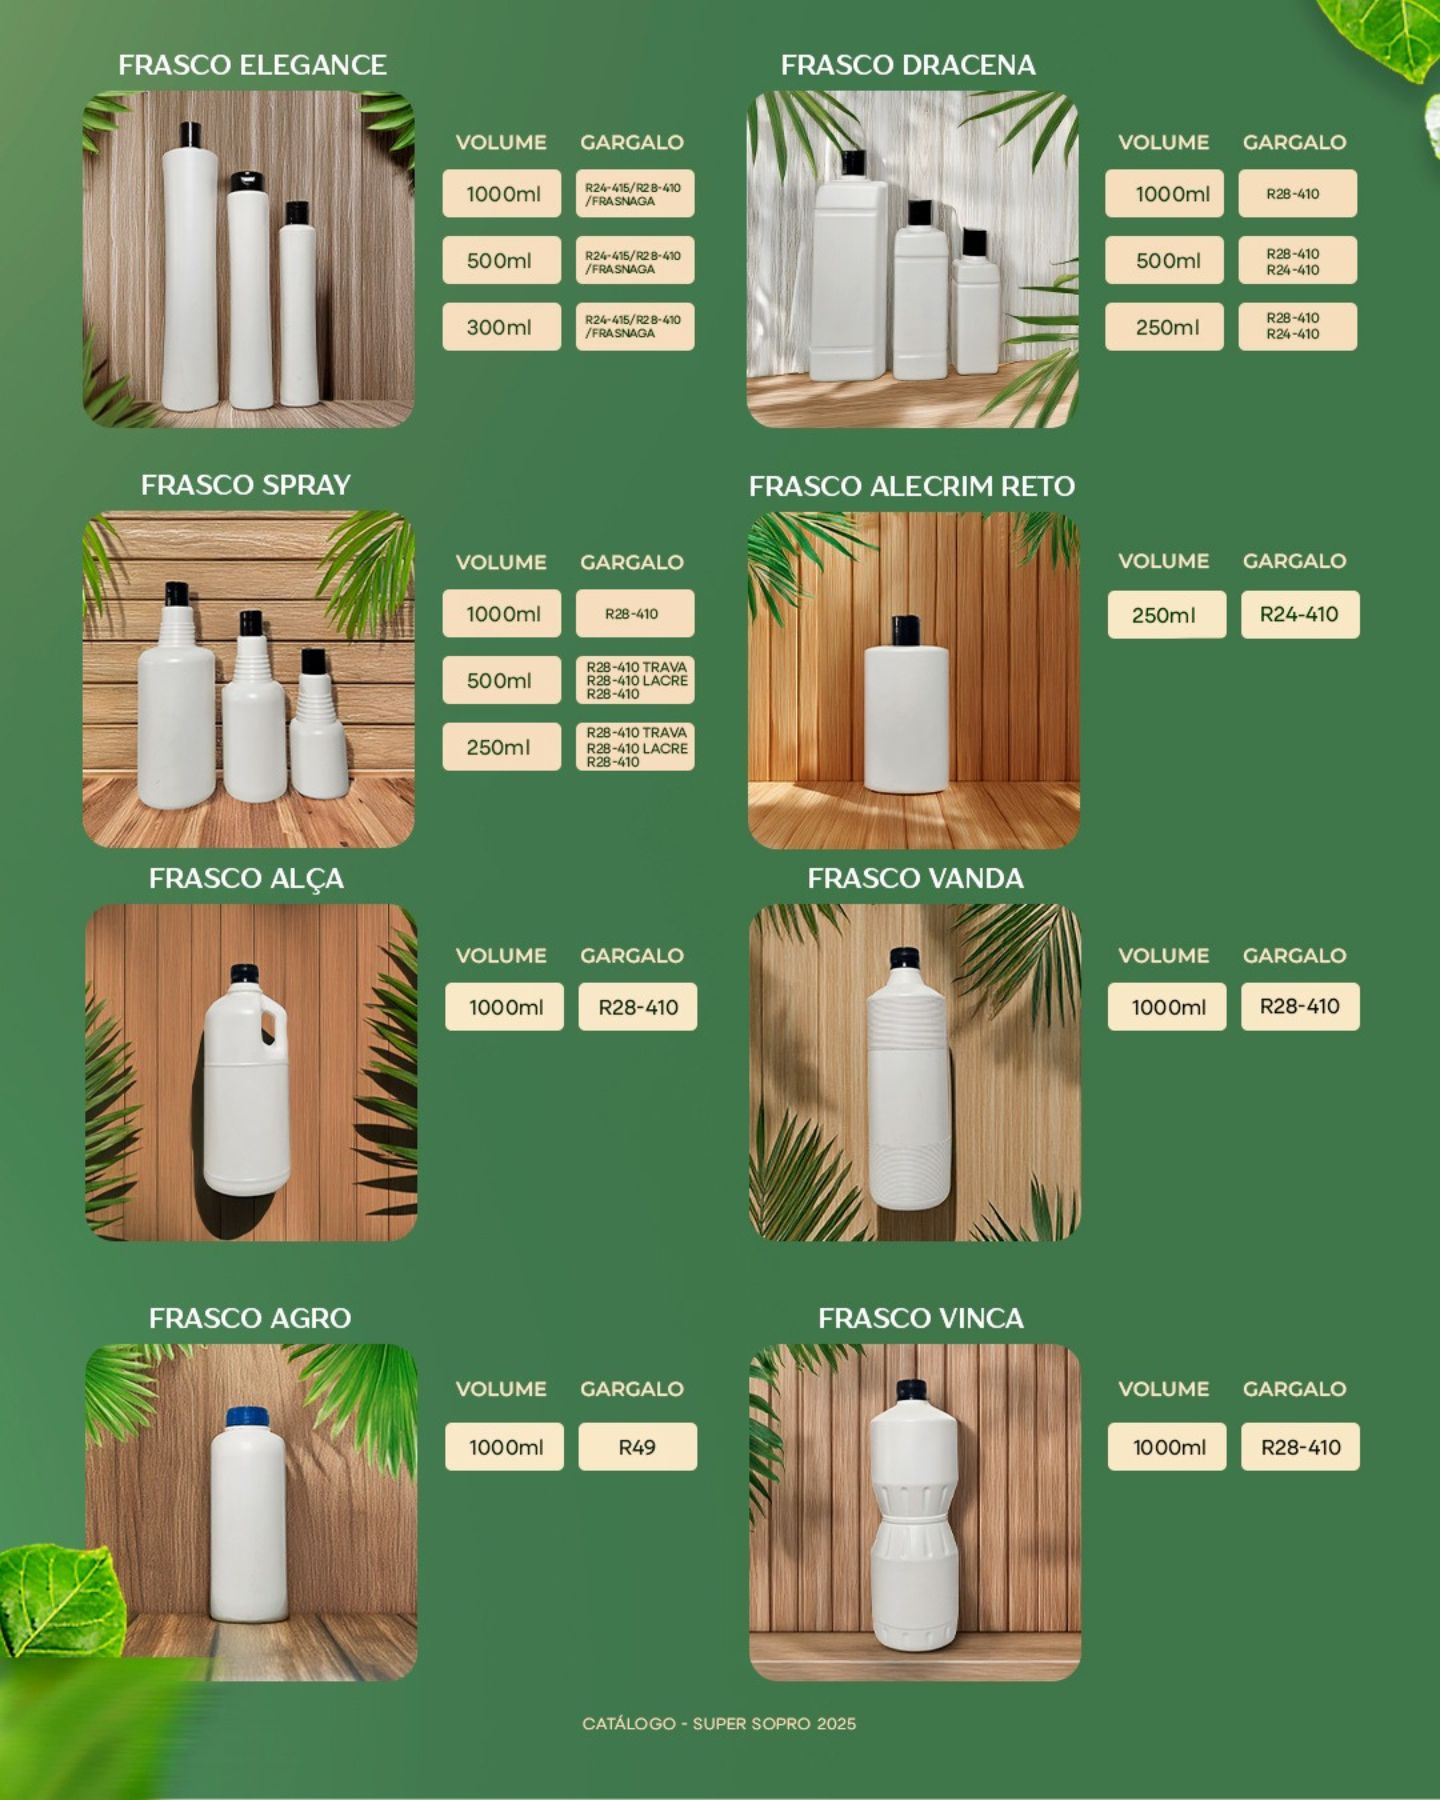 FRASCO ELEGANCE
VOLUME GARGALO
1000ml R24-415/R28-410
/FRASNAGA
500ml R24-415/R28-410
/FRASNAGA
300ml R24-415/R28-410
/FRASNAGA
FRASCO DRACENA
VOLUME GARGALO
1000ml R28-410
500ml R28-410
R24-410
250ml R28-410
R24-410
FRASCO SPRAY
VOLUME GARGALO
1000ml R28-410
500ml R28-410 TRAVA
R28-410 LACRE
R28-410
250ml R28-410 TRAVA
R28-410 LACRE
R28-410
FRASCO ALECRIM RETO
VOLUME GARGALO
250ml R24-410
FRASCO ALÇA
VOLUME GARGALO
1000ml R28-410
FRASCO VANDA
VOLUME GARGALO
1000ml R28-410
FRASCO AGRO
VOLUME GARGALO
1000ml R49
FRASCO VINCA
VOLUME GARGALO
1000ml R28-410
CATÁLOGO - SUPER SOPRO 2025